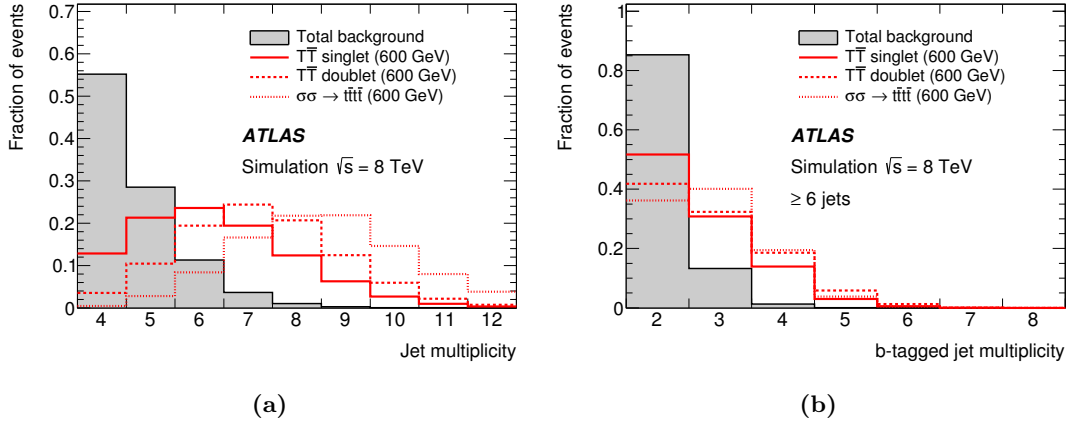 Fraction of events
0.7
0.6
0.5
0.4
0.3
0.2
0.1
0
Total background
TT̅ singlet (600 GeV)
TT̅ doublet (600 GeV)
σσ → tt̅tt̅ (600 GeV)
ATLAS
Simulation √s = 8 TeV
4 5 6 7 8 9 10 11 12
Jet multiplicity
(a)
Fraction of events
1
0.8
0.6
0.4
0.2
0
Total background
TT̅ singlet (600 GeV)
TT̅ doublet (600 GeV)
σσ → tt̅tt̅ (600 GeV)
ATLAS
Simulation √s = 8 TeV
≥ 6 jets
2 3 4 5 6 7 8
b-tagged jet multiplicity
(b)